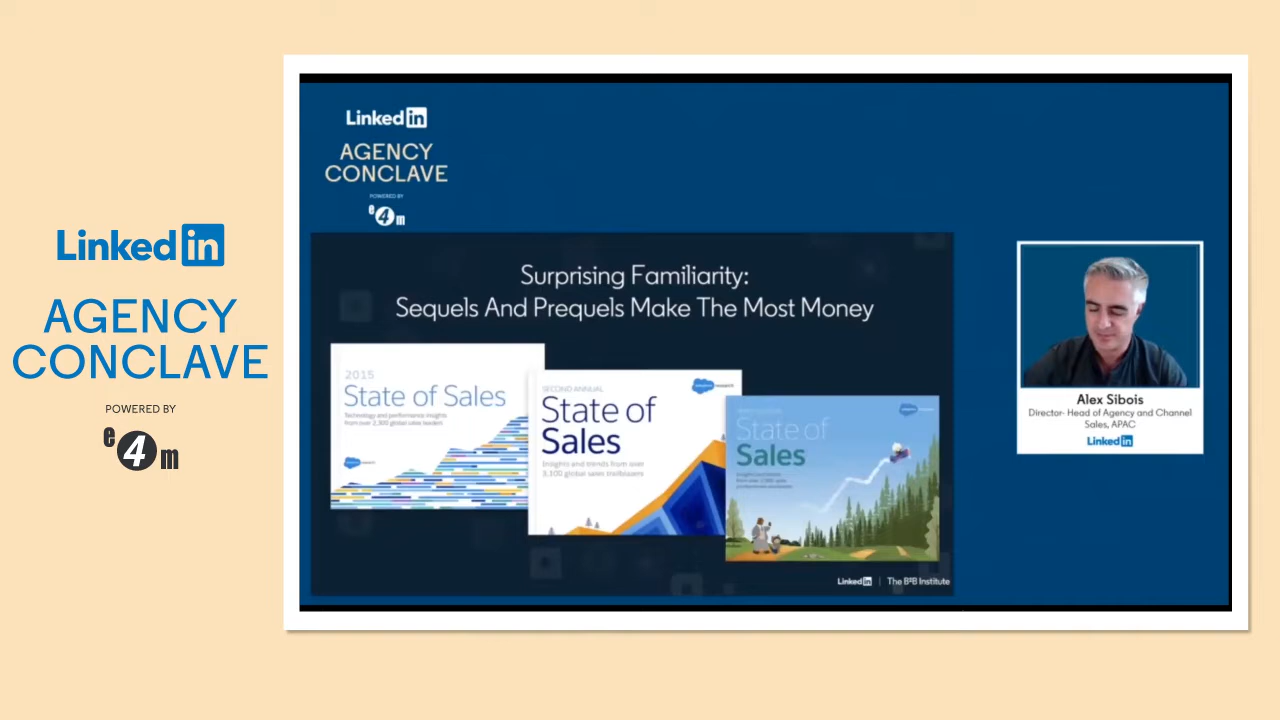 LinkedIn
AGENCY
CONCLAVE
POWERED BY
e4m
LinkedIn
AGENCY
CONCLAVE
POWERED BY
e4m
Surprising Familiarity:
Sequels And Prequels Make The Most Money
2015
State of Sales
Technology and performance insights
from over 2,300 global sales leaders
research
SECOND ANNUAL
State of
Sales
Insights and trends from over
3,100 global sales trailblazers
research
State of
Sales
LinkedIn | The B2B Institute
Alex Sibois
Director- Head of Agency and Channel
Sales, APAC
LinkedIn